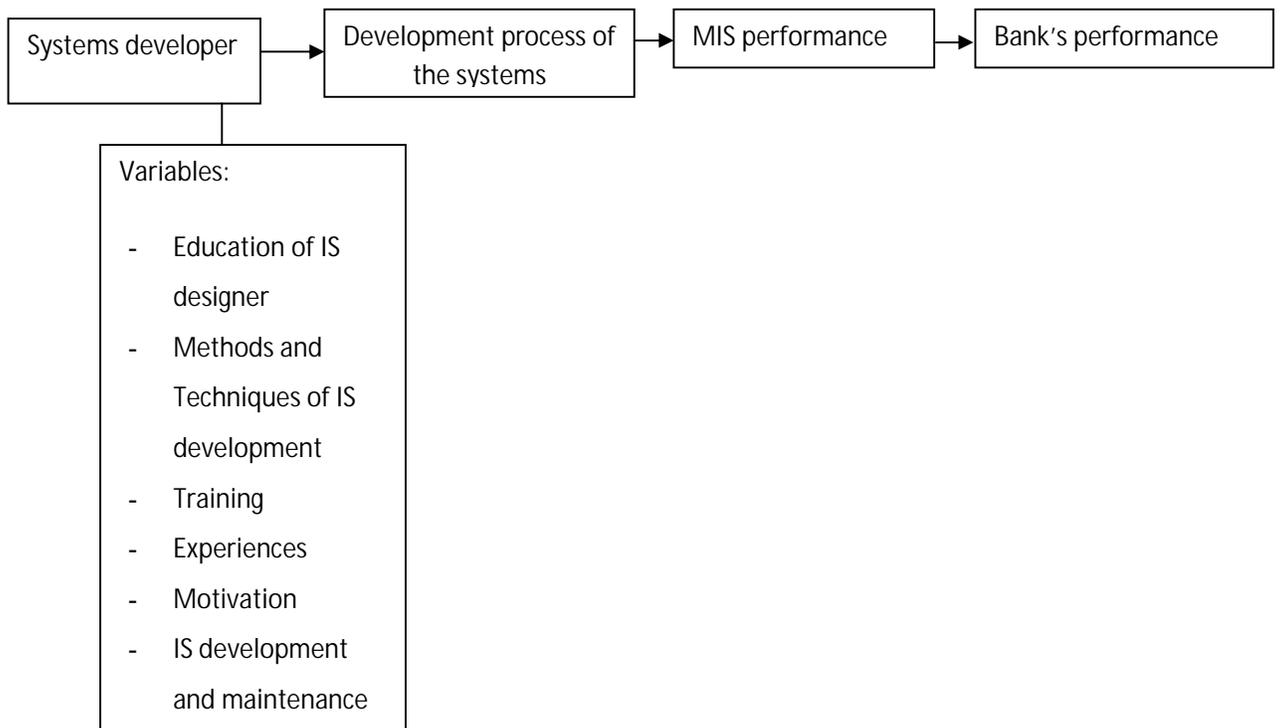 Systems developer
Development process of
the systems
MIS performance
Bank's performance
Variables:
- Education of IS
designer
- Methods and
Techniques of IS
development
- Training
- Experiences
- Motivation
- IS development
and maintenance